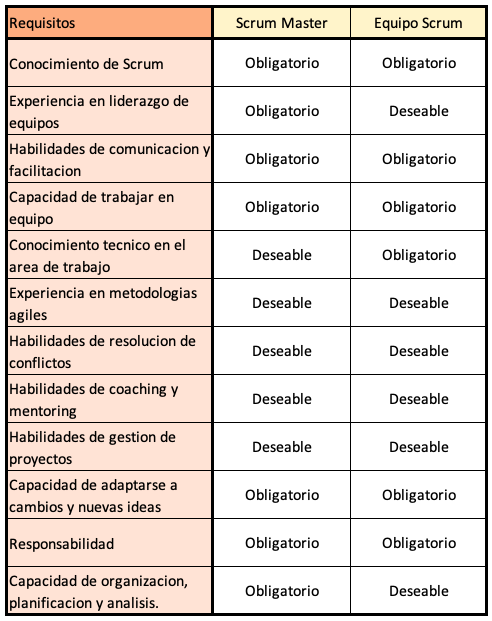 Requisitos Scrum Master Equipo Scrum
Conocimiento de Scrum Obligatorio Obligatorio
Experiencia en liderazgo de
equipos Obligatorio Deseable
Habilidades de comunicacion y
facilitacion Obligatorio Obligatorio
Capacidad de trabajar en
equipo Obligatorio Obligatorio
Conocimiento tecnico en el
area de trabajo Deseable Obligatorio
Experiencia en metodologias
agiles Deseable Deseable
Habilidades de resolucion de
conflictos Deseable Deseable
Habilidades de coaching y
mentoring Deseable Deseable
Habilidades de gestion de
proyectos Deseable Deseable
Capacidad de adaptarse a
cambios y nuevas ideas Obligatorio Obligatorio
Responsabilidad Obligatorio Obligatorio
Capacidad de organizacion,
planificacion y analisis. Obligatorio Deseable